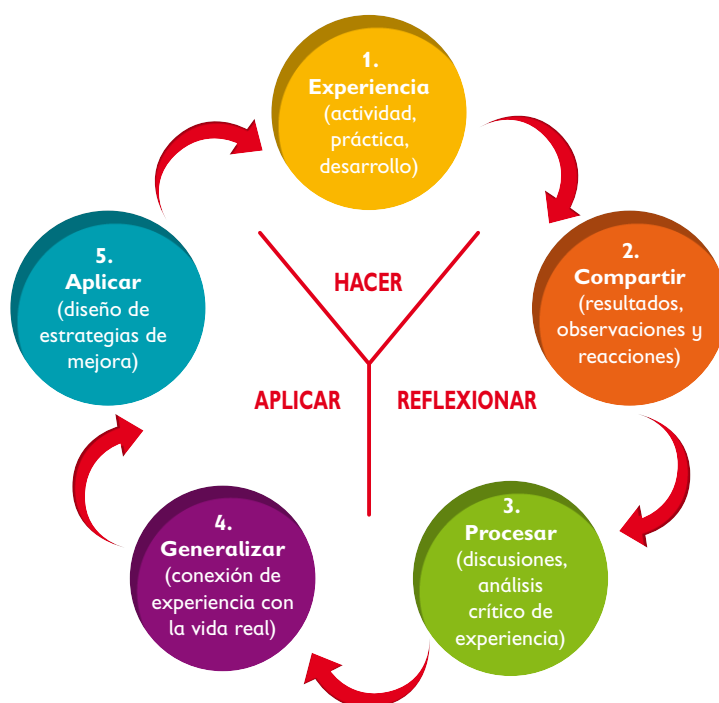 1.
Experiencia
(actividad,
práctica,
desarrollo)
2.
Compartir
(resultados,
observaciones y
reacciones)
3.
Procesar
(discusiones,
análisis
crítico de
experiencia)
4.
Generalizar
(conexión de
experiencia con
la vida real)
5.
Aplicar
(diseño de
estrategias de
mejora)
HACER
APLICAR
REFLEXIONAR